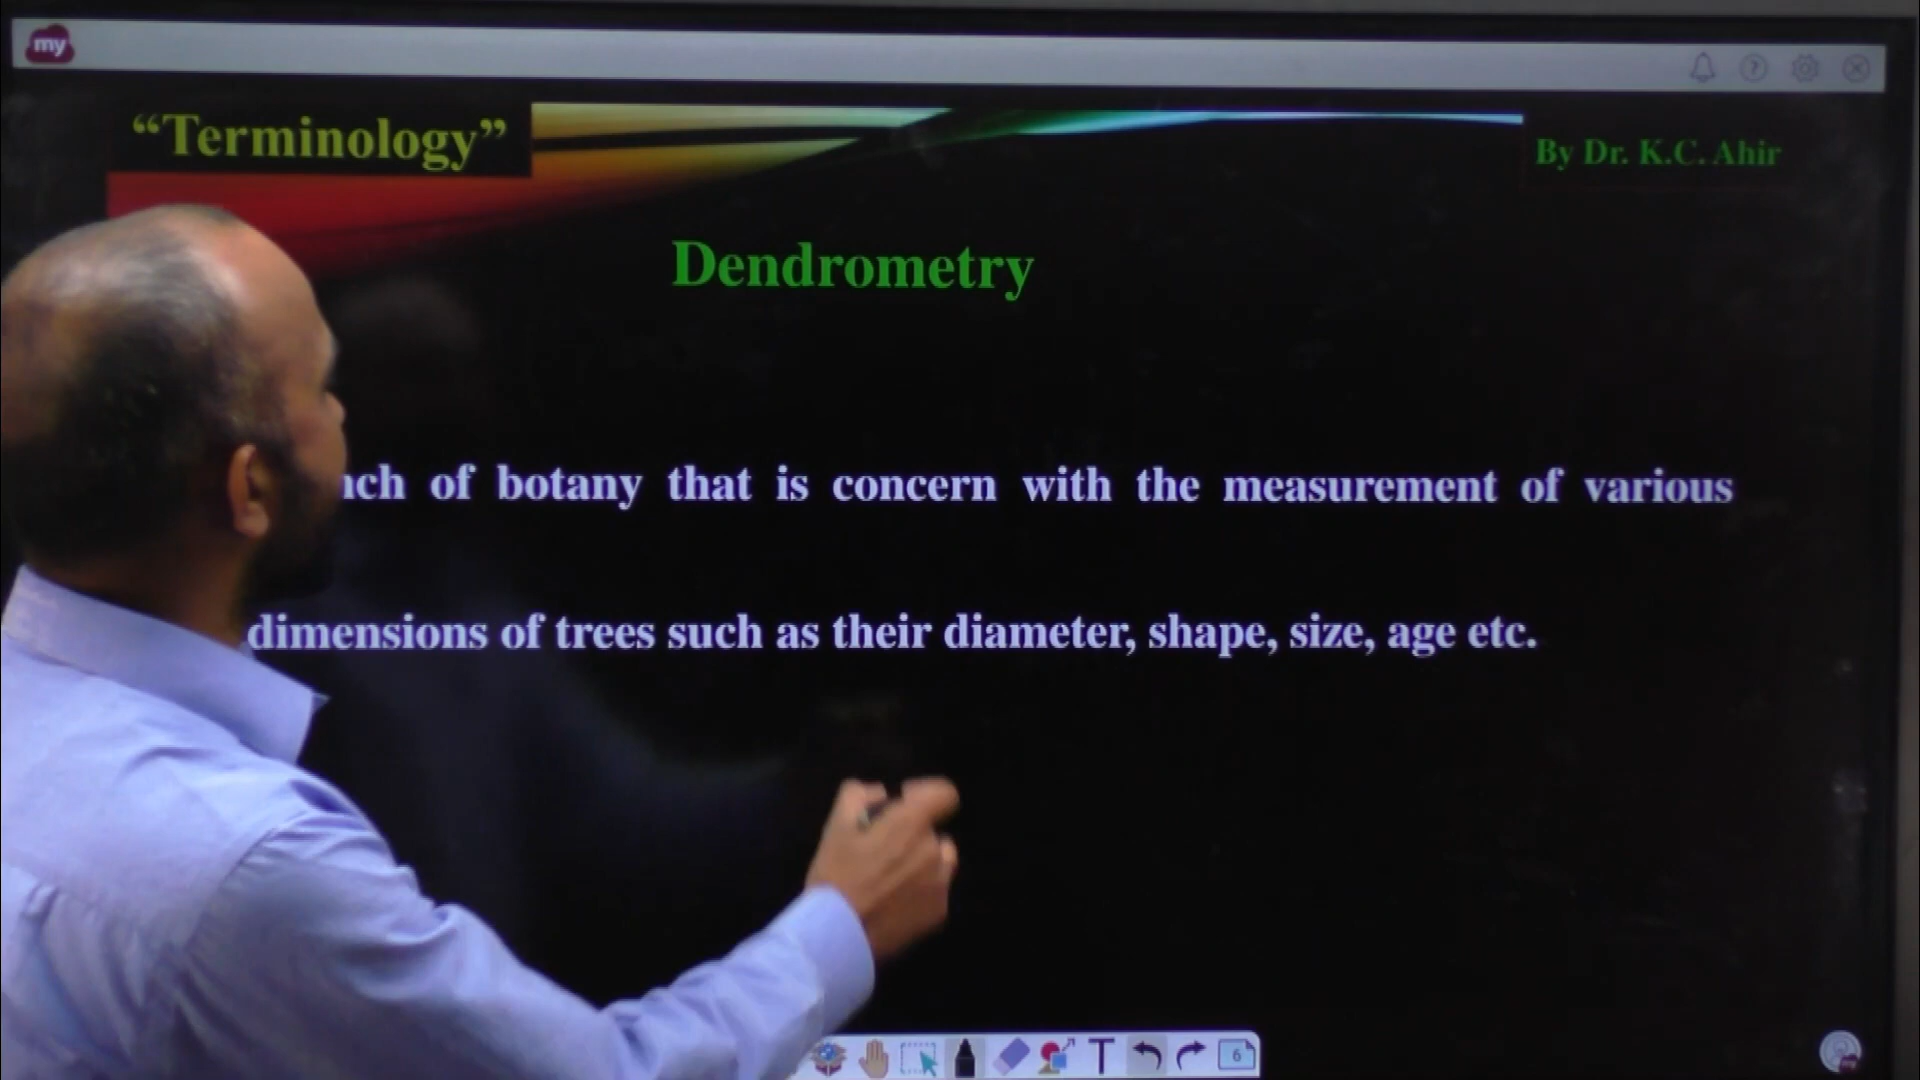 my
“Terminology”
By Dr. K.C. Ahir
Dendrometry
of botany that is concern with the measurement of various
dimensions of trees such as their diameter, shape, size, age etc.
T
6